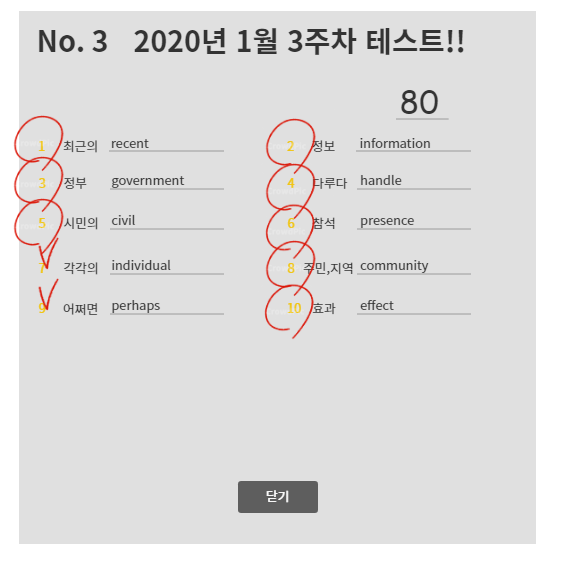 No. 3 2020년 1월 3주차 테스트!!
80
1 최근의 recent 2 정보 information
3 정부 government 4 다루다 handle
5 시민의 civil 6 참석 presence
7 각각의 individual 8 주민,지역 community
9 어쩌면 perhaps 10 효과 effect
닫기